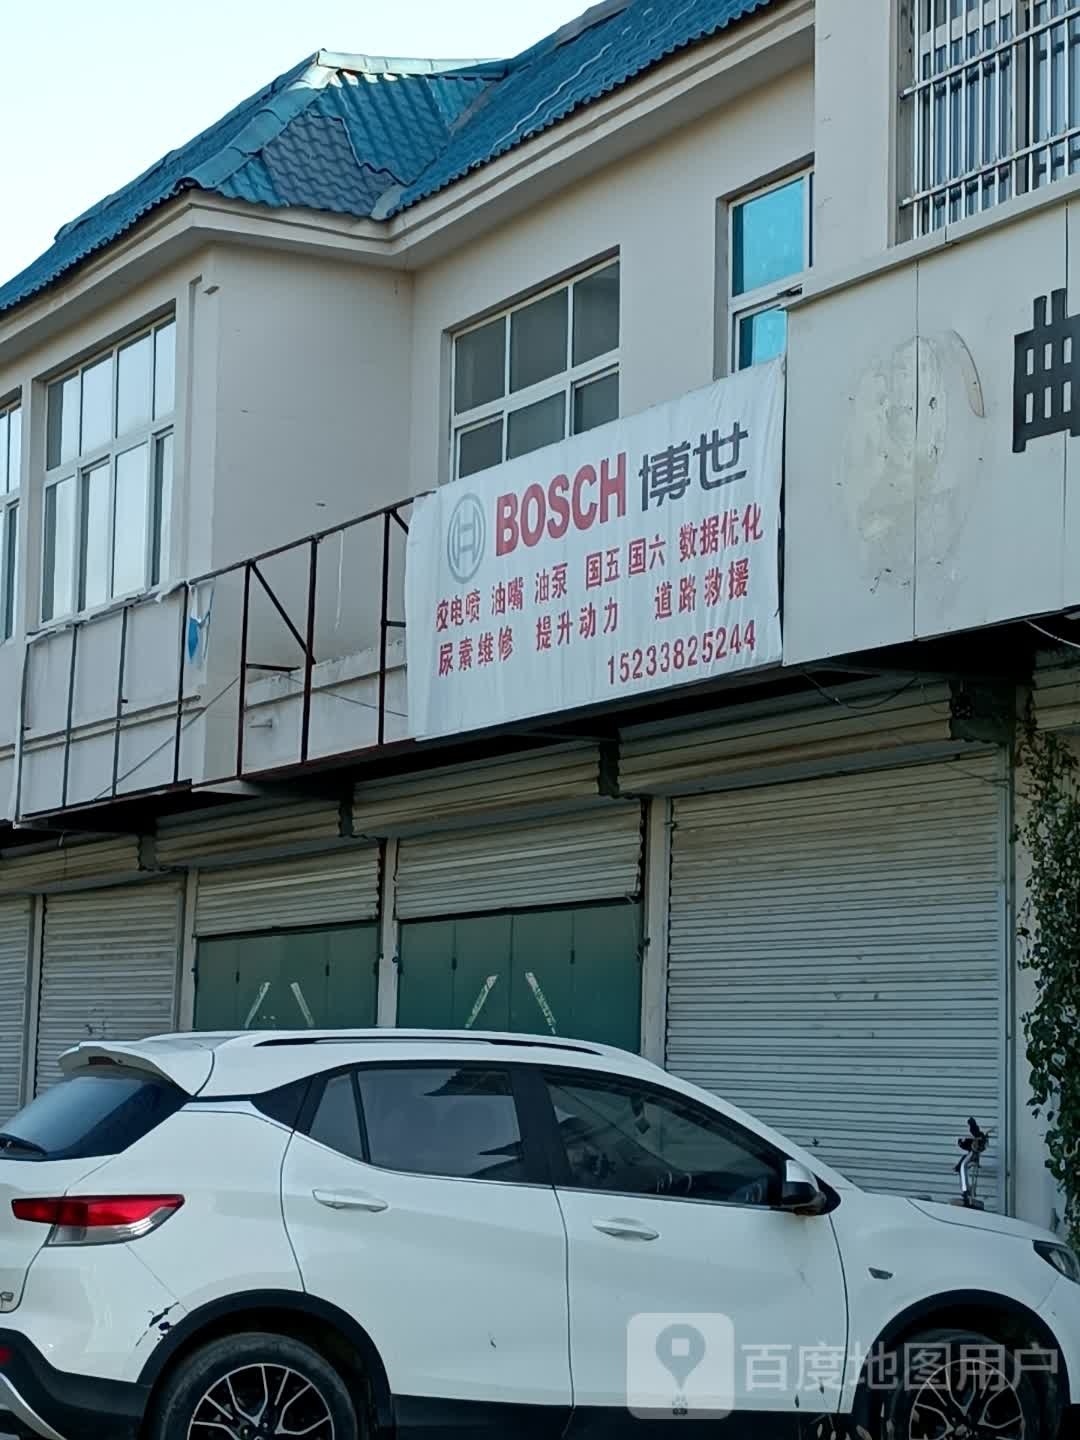 BOSCH 博世
校电喷 油嘴 油泵 国五 国六 数据优化
尿素维修 提升动力 道路救援
15233825244
曲
百度地图用户